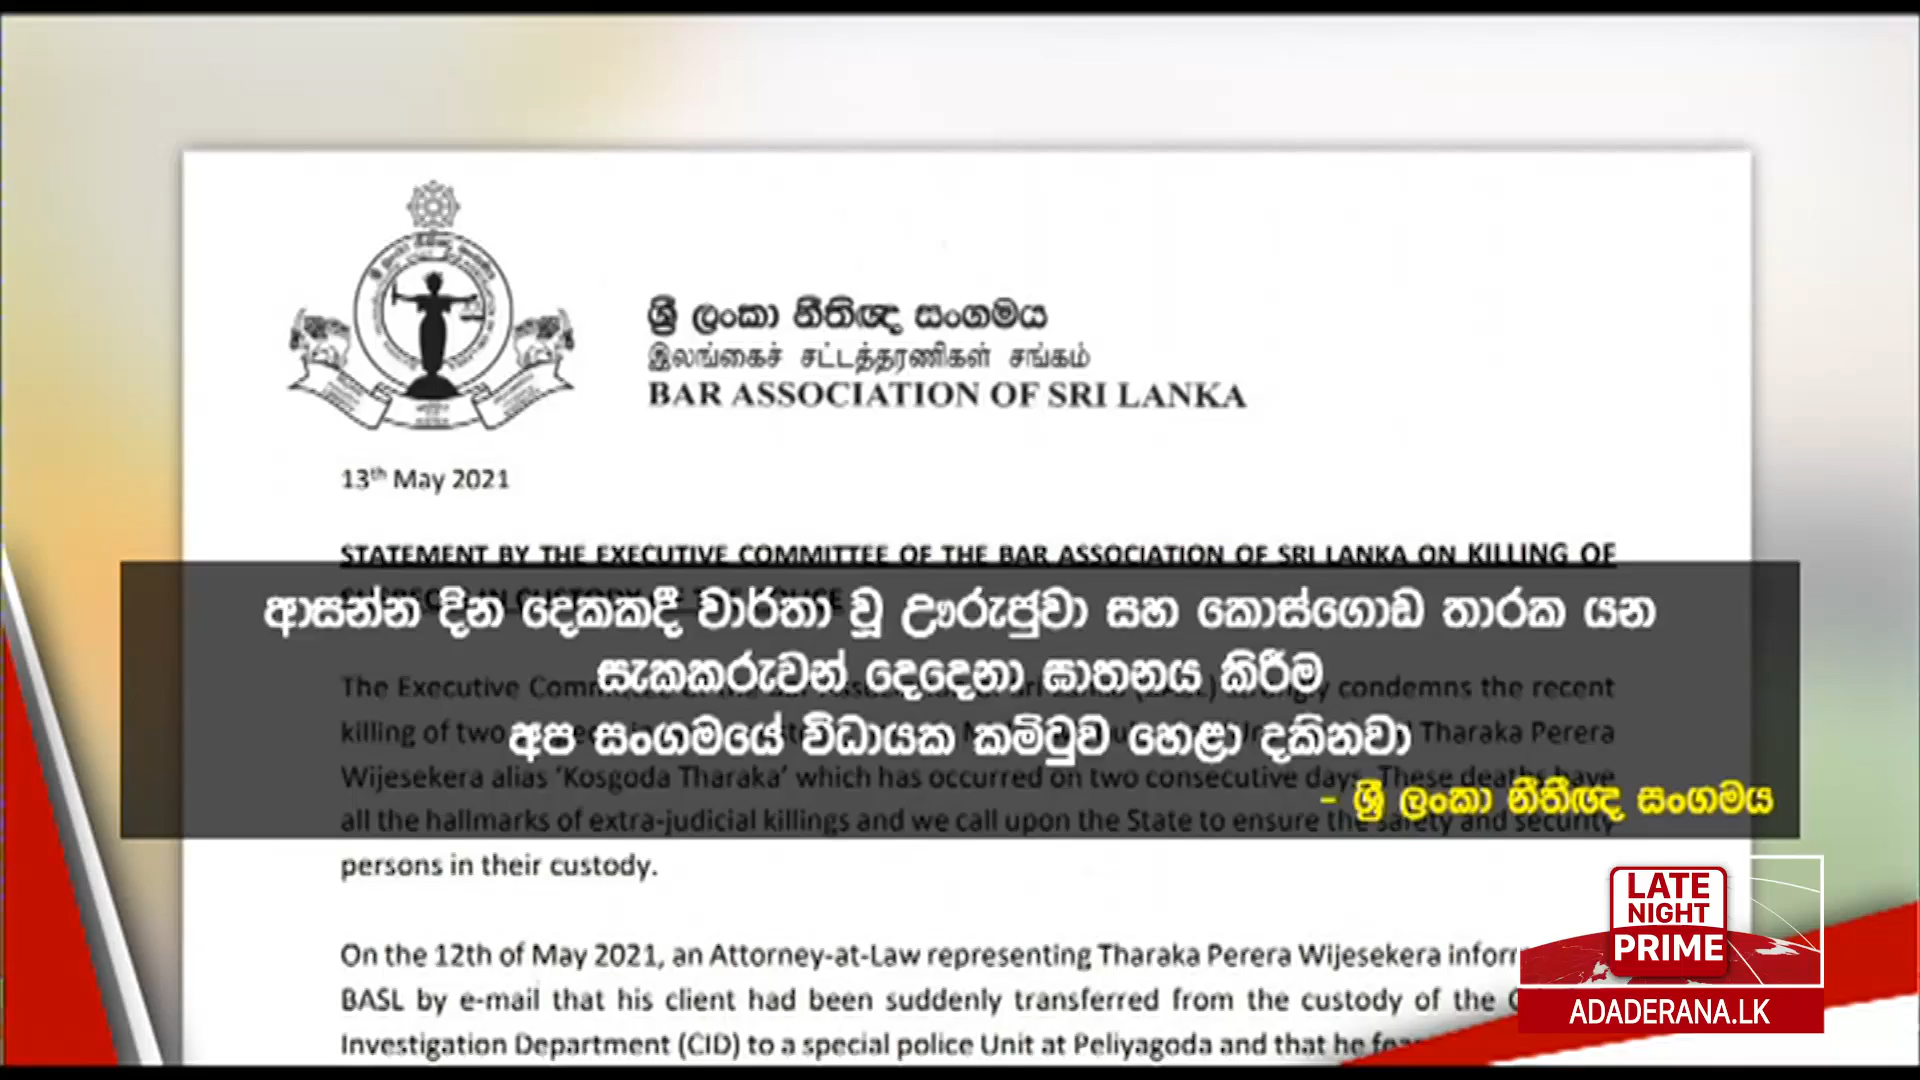 ශ්‍රී ලංකා නීතිඥ සංගමය
இலங்கைச் சட்டத்தரணிகள் சங்கம்
BAR ASSOCIATION OF SRI LANKA
13th May 2021
STATEMENT BY THE EXECUTIVE COMMITTEE OF THE BAR ASSOCIATION OF SRI LANKA ON KILLING OF
ආසන්න දින දෙකකදී වාර්තා වූ ඌරුජුවා සහ කොස්ගොඩ තාරක යන
සැකකරුවන් දෙදෙනා ඝාතනය කිරීම
අප සංගමයේ විධායක කමිටුව හෙළා දකිනවා
- ශ්‍රී ලංකා නීතීඥ සංගමය
The Executive condemns the recent
killing of two Tharaka Perera
Wijesekera alias ‘Kosgoda Tharaka’ which has occurred on two consecutive days. These deaths have
all the hallmarks of extra-judicial killings and we call upon the State to ensure the safety and security
persons in their custody.
On the 12th of May 2021, an Attorney-at-Law representing Tharaka Perera Wijesekera
BASL by e-mail that his client had been suddenly transferred from the custody of the
Investigation Department (CID) to a special police Unit at Peliyagoda and that he
LATE
NIGHT
PRIME
ADADERANA.LK